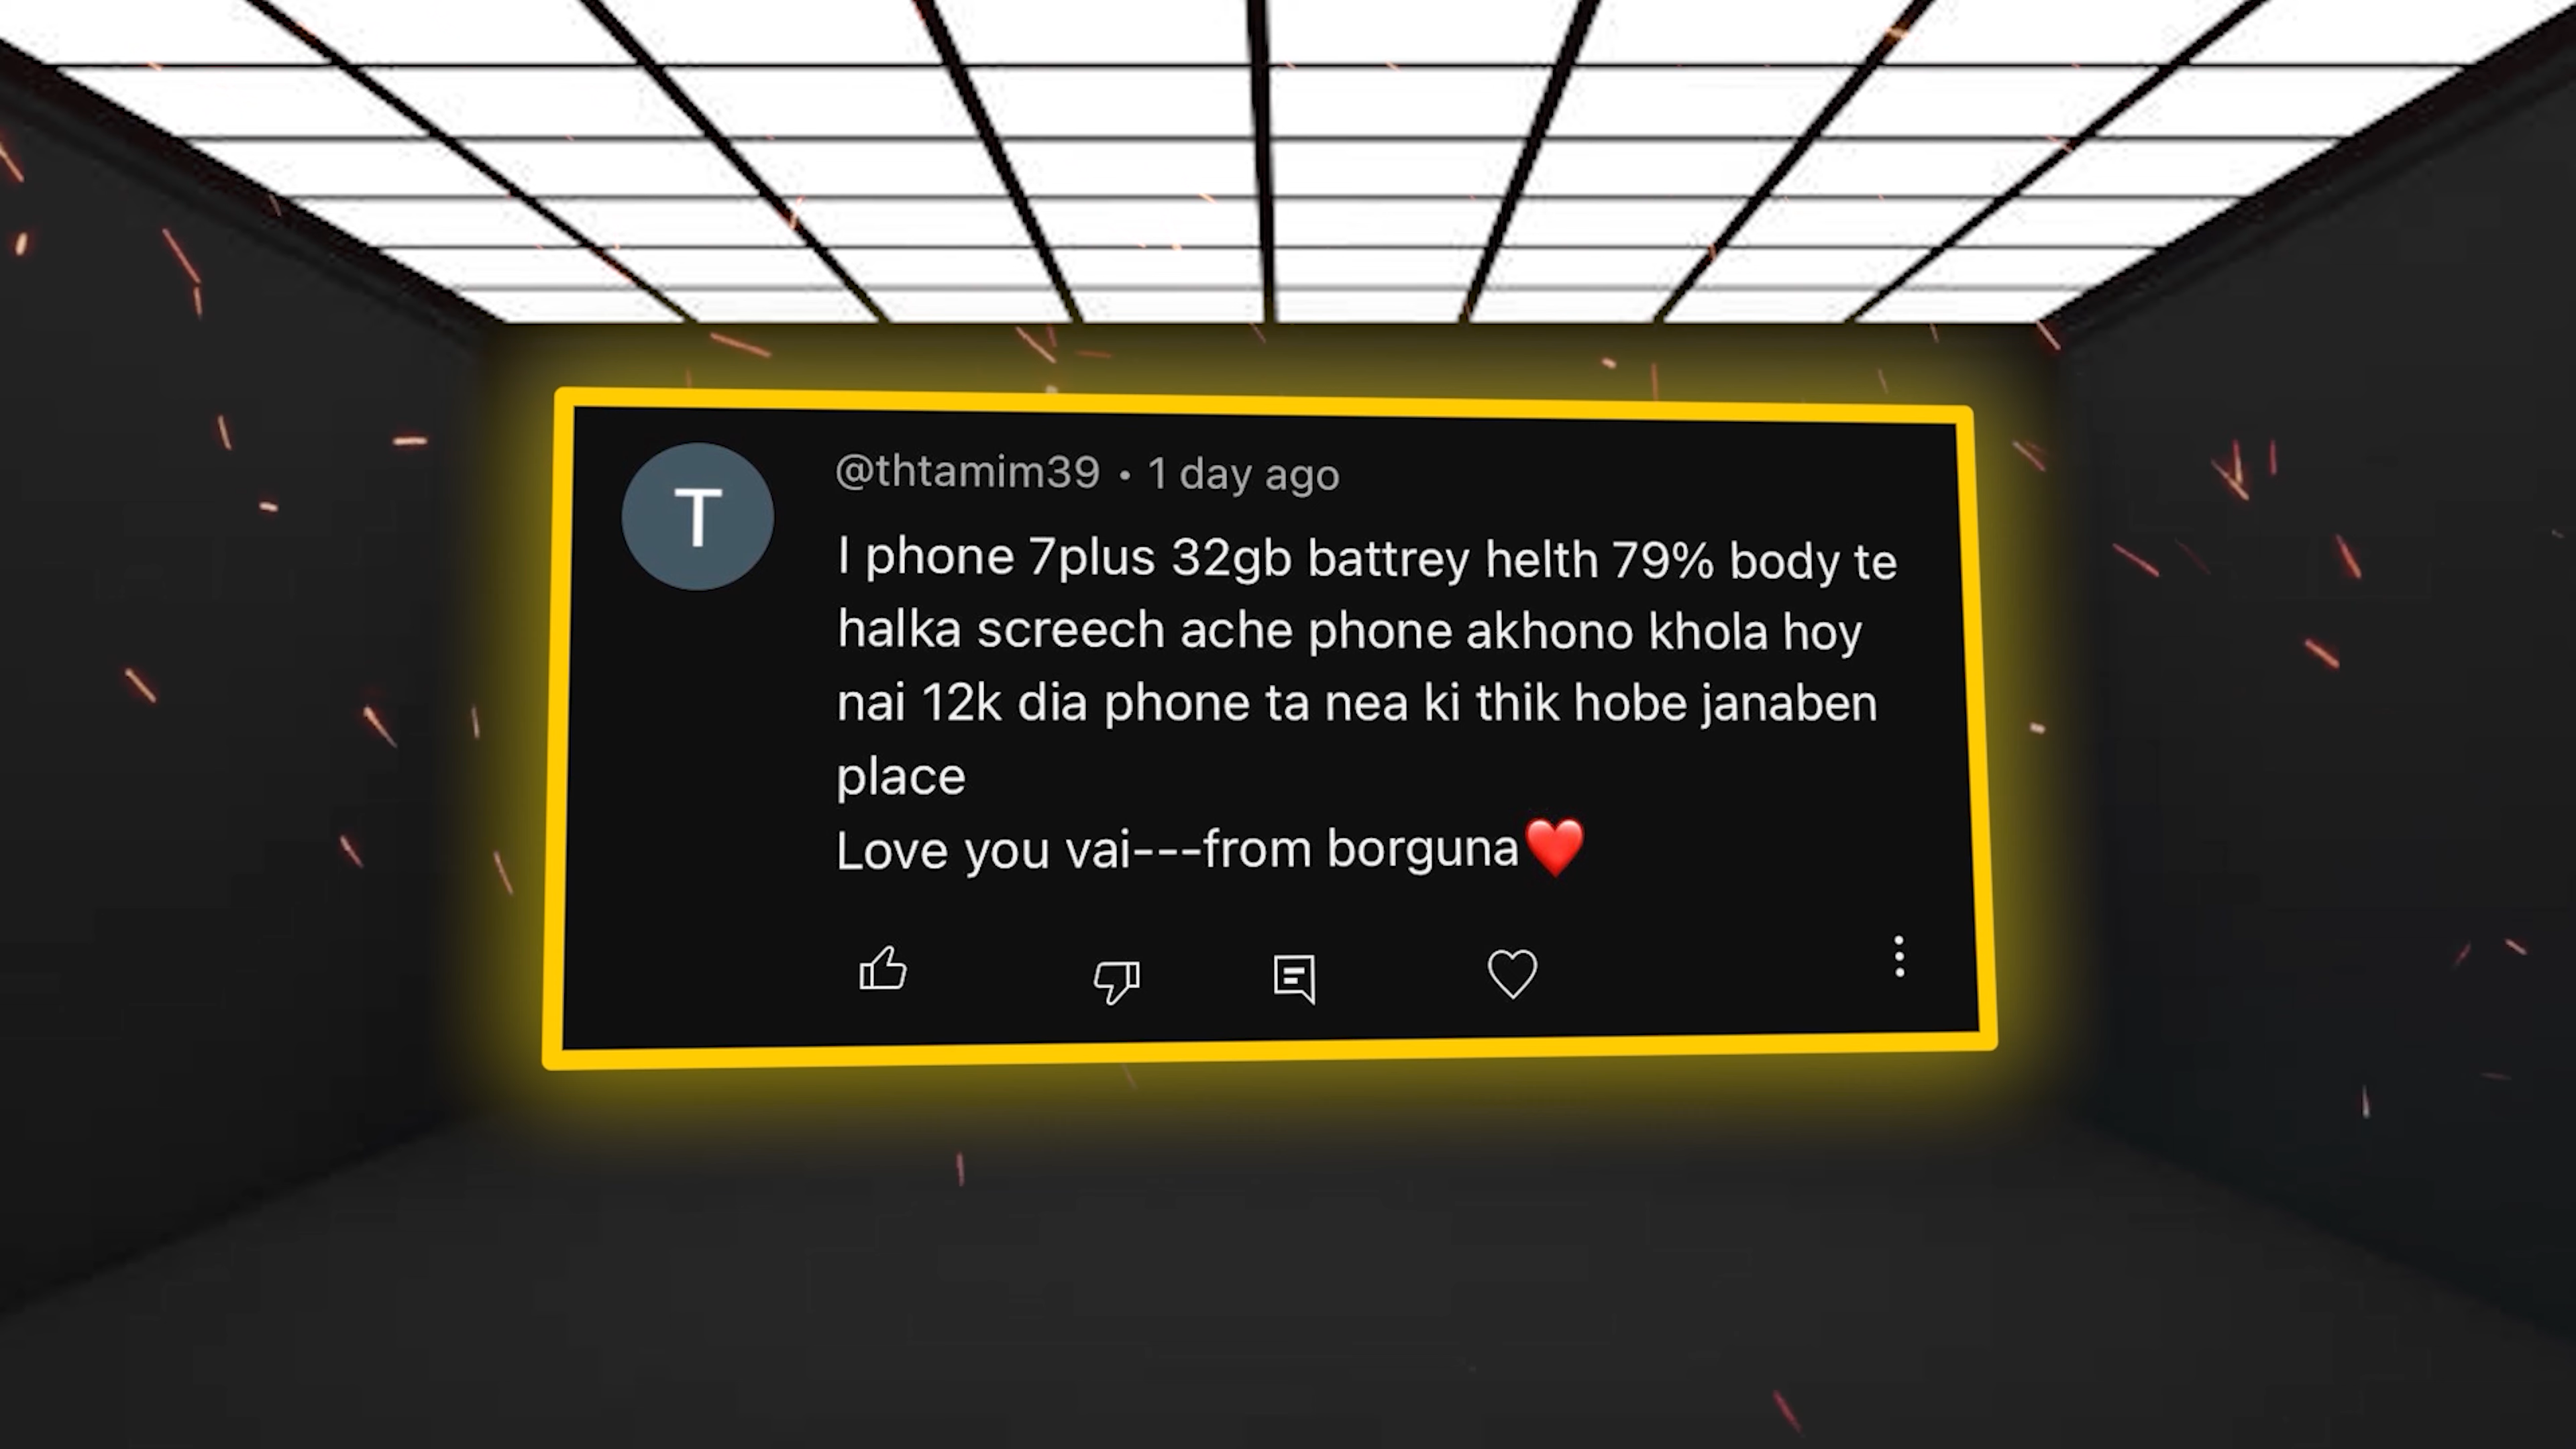 T
@thtamim39 • 1 day ago
I phone 7plus 32gb battrey helth 79% body te
halka screech ache phone akhono khola hoy
nai 12k dia phone ta nea ki thik hobe janaben
place
Love you vai---from borguna❤️